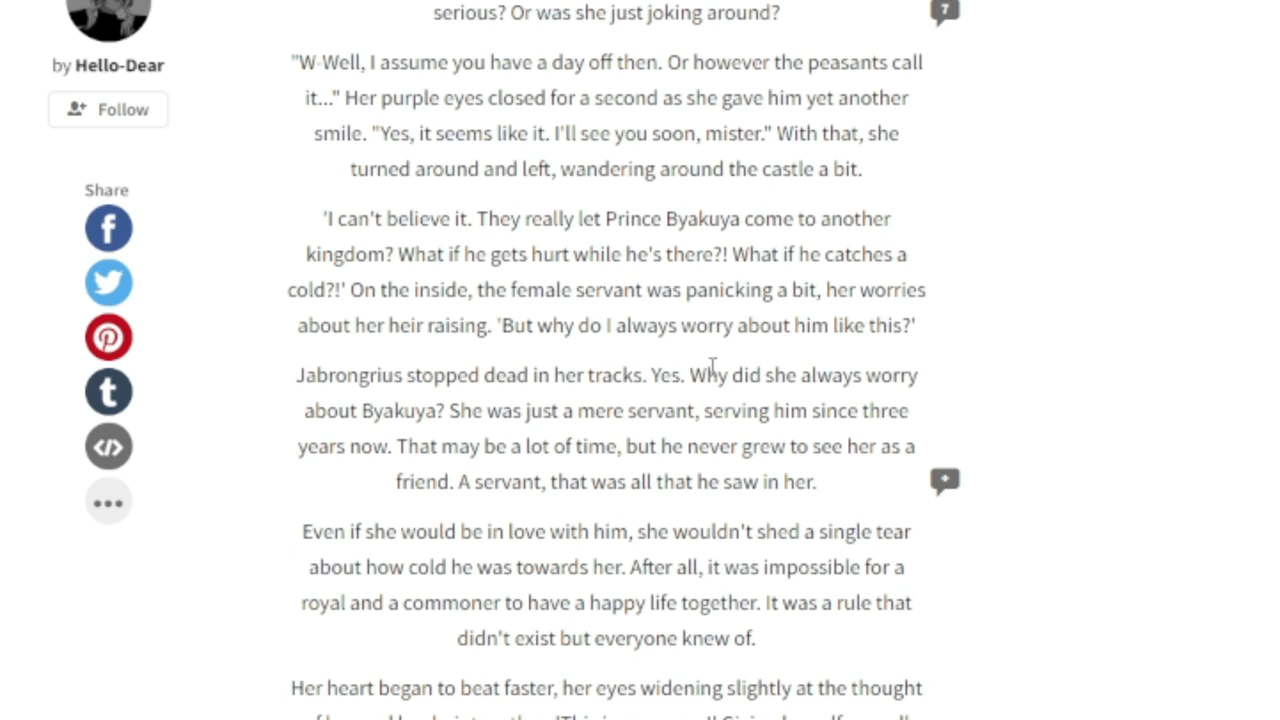 serious? Or was she just joking around?
7
by Hello-Dear
"W-Well, I assume you have a day off then. Or however the peasants call
it..." Her purple eyes closed for a second as she gave him yet another
Follow
smile. "Yes, it seems like it. I'll see you soon, mister." With that, she
turned around and left, wandering around the castle a bit.
Share
'I can't believe it. They really let Prince Byakuya come to another
kingdom? What if he gets hurt while he's there?! What if he catches a
cold?!' On the inside, the female servant was panicking a bit, her worries
about her heir raising. 'But why do I always worry about him like this?'
Jabrongrius stopped dead in her tracks. Yes. Why did she always worry
about Byakuya? She was just a mere servant, serving him since three
years now. That may be a lot of time, but he never grew to see her as a
friend. A servant, that was all that he saw in her.
Even if she would be in love with him, she wouldn't shed a single tear
about how cold he was towards her. After all, it was impossible for a
royal and a commoner to have a happy life together. It was a rule that
didn't exist but everyone knew of.
Her heart began to beat faster, her eyes widening slightly at the thought